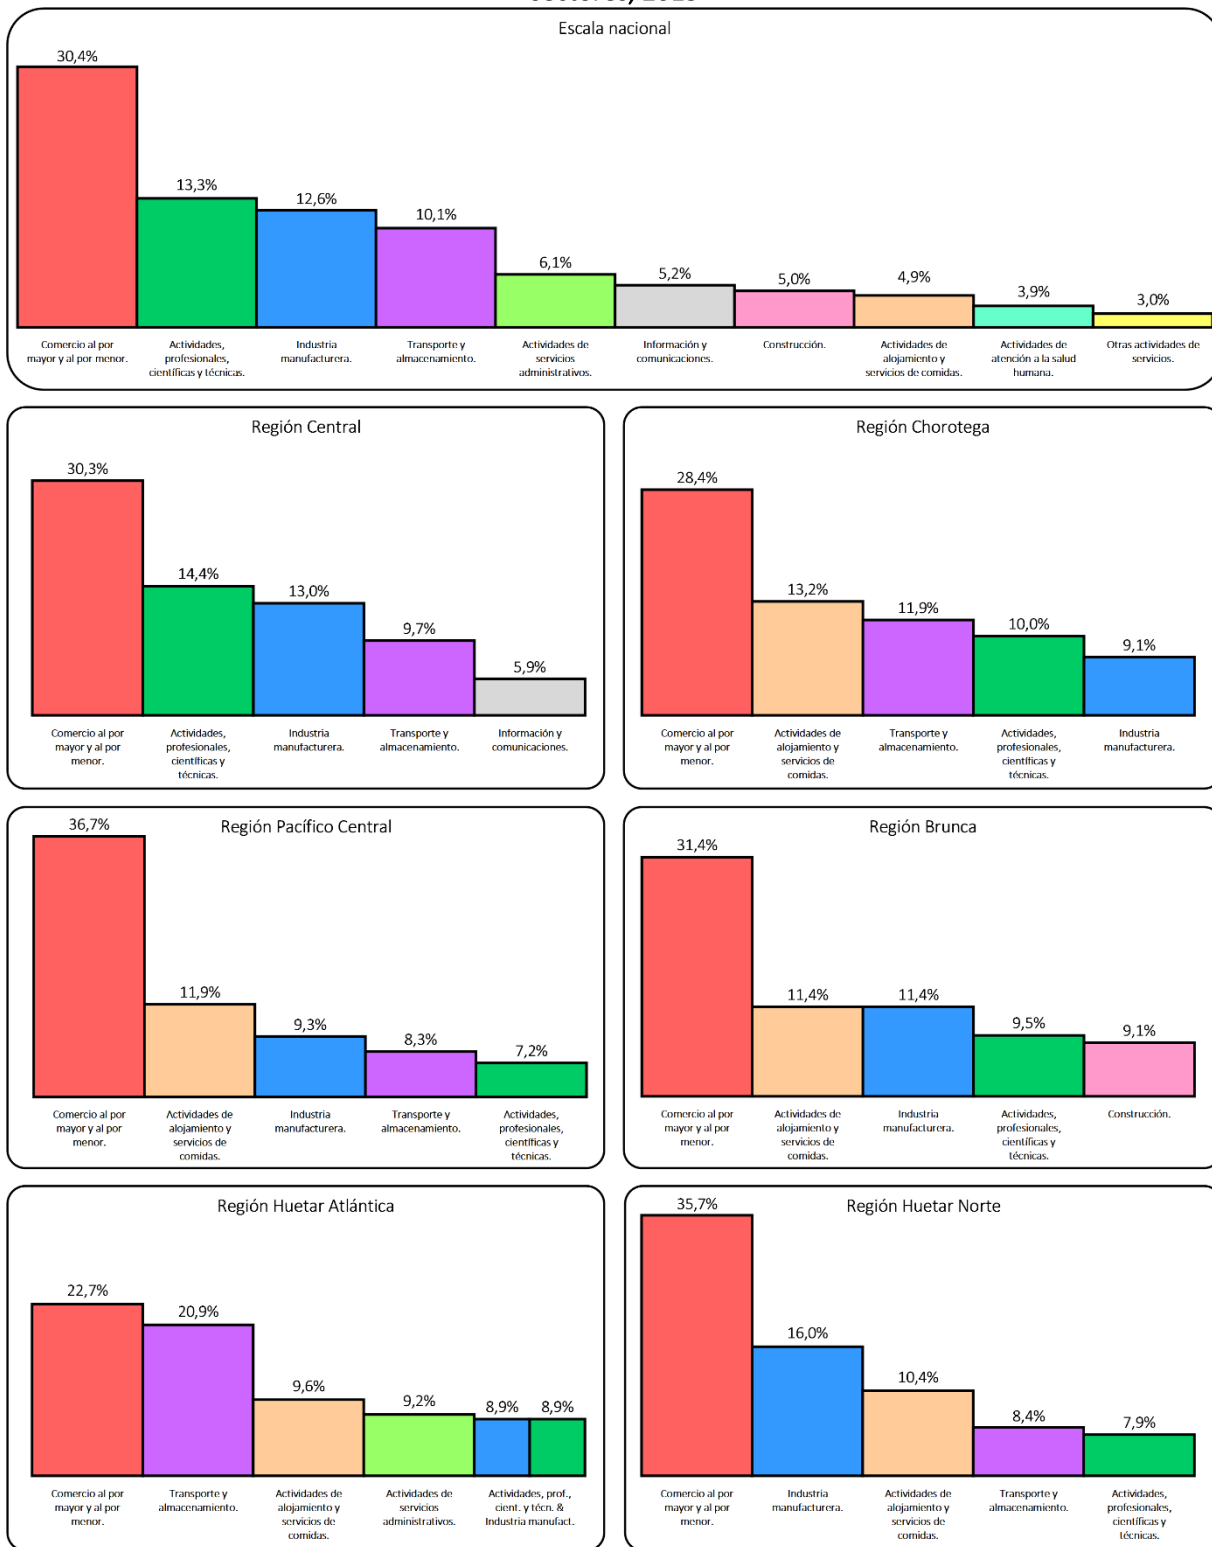 Escala nacional
30,4%
13,3%
12,6%
10,1%
6,1%
5,2%
5,0%
4,9%
3,9%
3,0%
Comercio al por
mayor y al por menor.
Actividades,
profesionales,
científicas y técnicas.
Industria
manufacturera.
Transporte y
almacenamiento.
Actividades de
servicios
administrativos.
Información y
comunicaciones.
Construcción.
Actividades de
alojamiento y
servicios de comidas.
Actividades de
atención a la salud
humana.
Otras actividades de
servicios.
Región Central
30,3%
14,4%
13,0%
9,7%
5,9%
Comercio al por
mayor y al por
menor.
Actividades,
profesionales,
científicas y
técnicas.
Industria
manufacturera.
Transporte y
almacenamiento.
Información y
comunicaciones.
Región Chorotega
28,4%
13,2%
11,9%
10,0%
9,1%
Comercio al por
mayor y al por
menor.
Actividades de
alojamiento y
servicios de
comidas.
Transporte y
almacenamiento.
Actividades,
profesionales,
científicas y
técnicas.
Industria
manufacturera.
Región Pacífico Central
36,7%
11,9%
9,3%
8,3%
7,2%
Comercio al por
mayor y al por
menor.
Actividades de
alojamiento y
servicios de
comidas.
Industria
manufacturera.
Transporte y
almacenamiento.
Actividades,
profesionales,
científicas y
técnicas.
Región Brunca
31,4%
11,4%
11,4%
9,5%
9,1%
Comercio al por
mayor y al por
menor.
Actividades de
alojamiento y
servicios de
comidas.
Industria
manufacturera.
Actividades,
profesionales,
científicas y
técnicas.
Construcción.
Región Huetar Atlántica
22,7%
20,9%
9,6%
9,2%
8,9%
8,9%
Comercio al por
mayor y al por
menor.
Transporte y
almacenamiento.
Actividades de
alojamiento y
servicios de
comidas.
Actividades de
servicios
administrativos.
Actividades, prof.,
cient. y técn. &
Industria manufact.
Región Huetar Norte
35,7%
16,0%
10,4%
8,4%
7,9%
Comercio al por
mayor y al por
menor.
Industria
manufacturera.
Actividades de
alojamiento y
servicios de
comidas.
Transporte y
almacenamiento.
Actividades,
profesionales,
científicas y
técnicas.